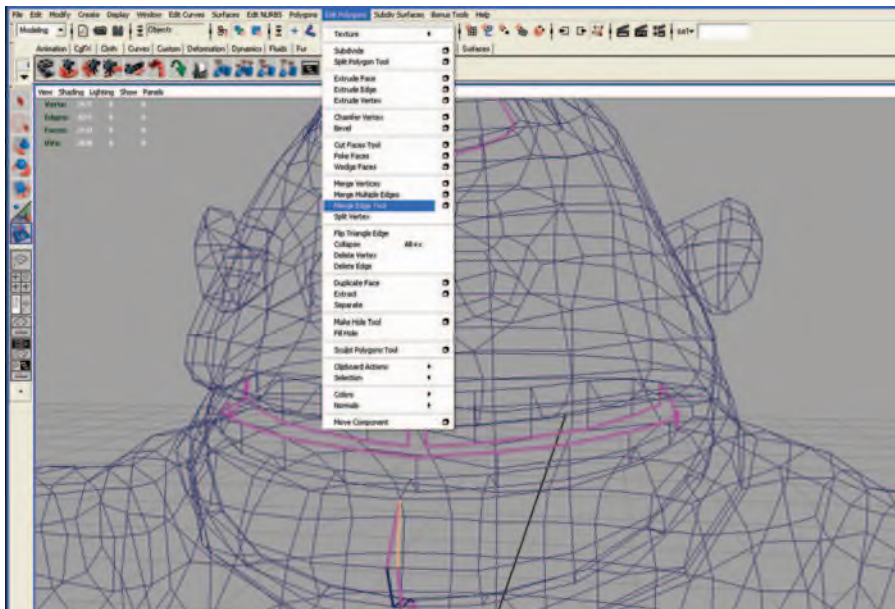 File Edit Modify Create Display Window Edit Curves Surfaces Edit NURBS Polygons Edit Polygons Subdiv Surfaces Bonus Tools Help
Modeling Objects sel▾
Animation CgFX Cloth Curves Custom Deformation Dynamics Fluids Fur Surfaces
View Shading Lighting Show Panels
Verts:
Edges:
Faces:
UVs:
Texture
Subdivide
Split Polygon Tool
Extrude Face
Extrude Edge
Extrude Vertex
Chamfer Vertex
Bevel
Cut Faces Tool
Poke Faces
Wedge Faces
Merge Vertices
Merge Multiple Edges
Merge Edge Tool
Split Vertex
Flip Triangle Edge
Collapse
Delete Vertex
Delete Edge
Duplicate Face
Extract
Separate
Make Hole Tool
Fill Hole
Sculpt Polygons Tool
Clipboard Actions
Selection
Colors
Normals
Move Component